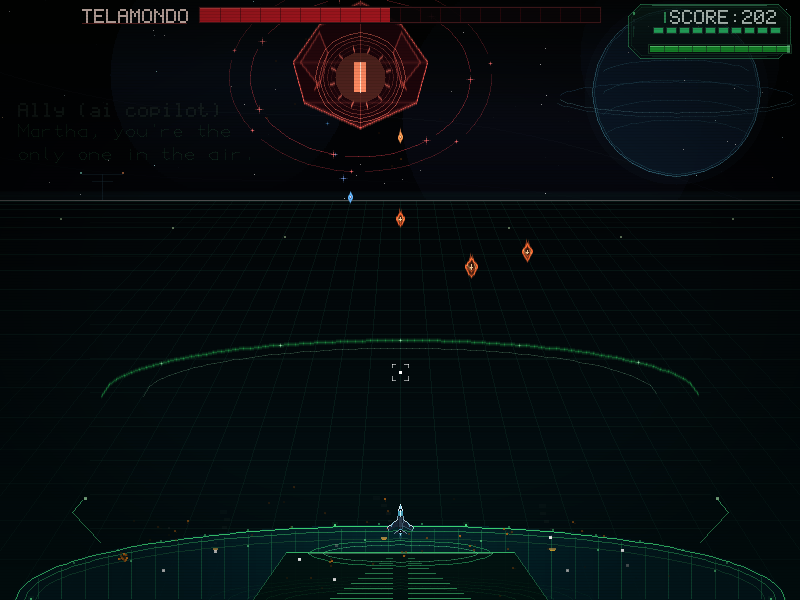 TELAMONDO
SCORE:202
Ally (ai copilot)
Martha, you're the
only one in the air.